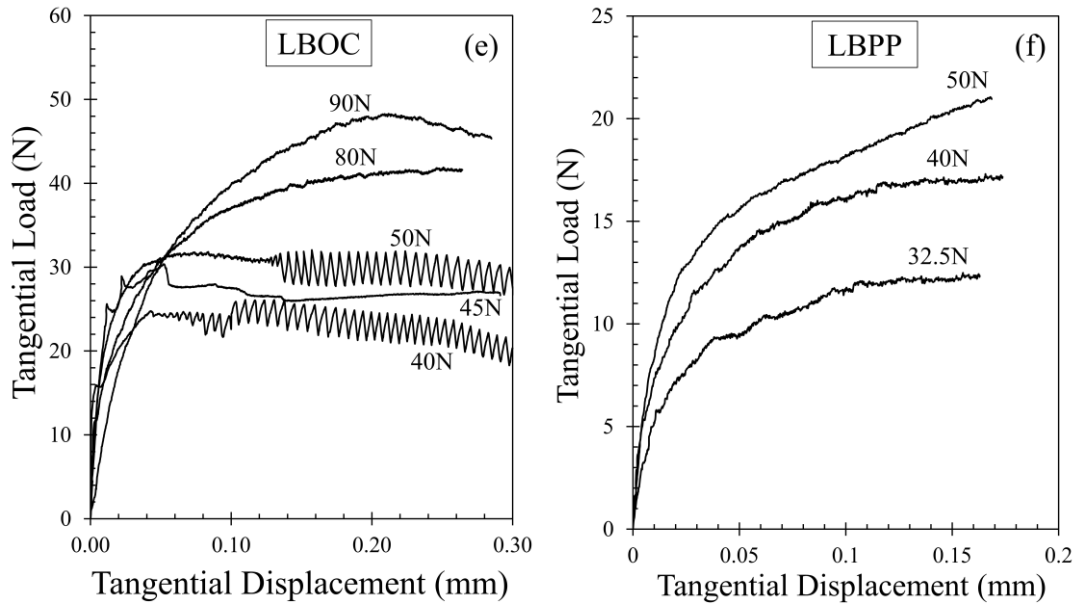 LBOC
(e)
60
50
40
30
20
10
0
0.00
0.10
0.20
0.30
Tangential Load (N)
Tangential Displacement (mm)
90N
80N
50N
45N
40N
LBPP
(f)
25
20
15
10
5
0
0
0.05
0.1
0.15
0.2
Tangential Load (N)
Tangential Displacement (mm)
50N
40N
32.5N